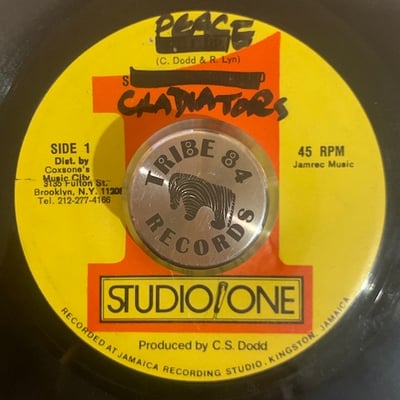 PEACE
(C. Dodd & R. Lyn)
GLADIATORS
SIDE 1
Dist. by
Coxsone's
Music City
3135 Fulton St.
Brooklyn, N.Y. 11208
Tel. 212-277-4166
45 RPM
Jamrec Music
TRIBE 84
RECORDS
STUDIO ONE
Produced by C.S. Dodd
RECORDED AT JAMAICA RECORDING STUDIO, KINGSTON, JAMAICA